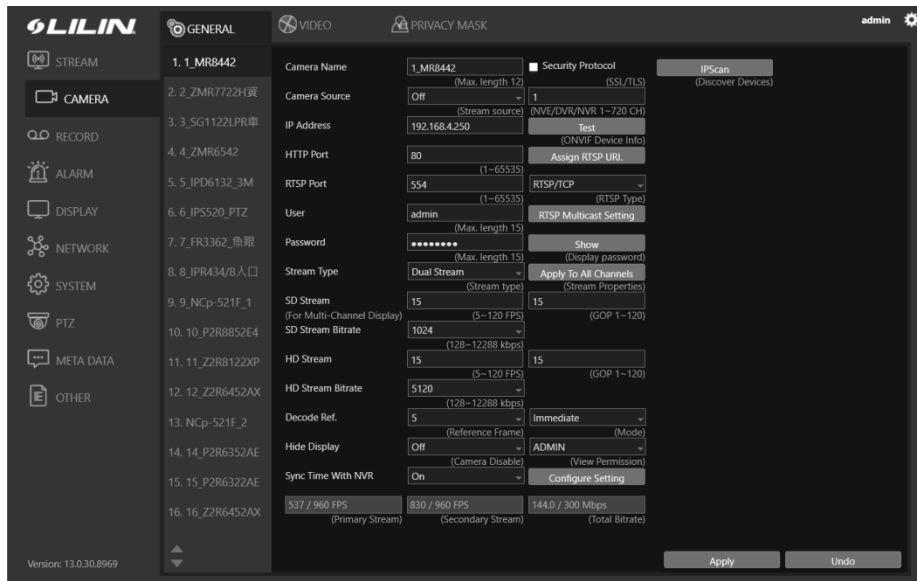 LILIN
GENERAL
VIDEO
PRIVACY MASK
admin
STREAM
CAMERA
RECORD
ALARM
DISPLAY
NETWORK
SYSTEM
PTZ
META DATA
OTHER
Version: 13.0.30.8969
1. 1_MR8442
2. 2_ZMR7722H資
3. 3_SG1122LPR車
4. 4_ZMR6542
5. 5_IPD6132_3M
6. 6_IPS520_PTZ
7. 7_FR3362_魚眼
8. 8_IPR434/8入口
9. 9_NCp-521F_1
10. 10_P2R8852E4
11. 11_Z2R8122XP
12. 12_Z2R6452AX
13. NCp-521F_2
14. 14_P2R6352AE
15. 15_P2R6322AE
16. 16_Z2R6452AX
Camera Name 1_MR8442 Security Protocol IPScan
(Max. length 12) (SSL/TLS) (Discover Devices)
Camera Source Off 1
(Stream source) (NVE/DVR/NVR 1~720 CH)
IP Address 192.168.4.250 Test
(ONVIF Device Info)
HTTP Port 80 Assign RTSP URI.
(1~65535)
RTSP Port 554 RTSP/TCP
(1~65535) (RTSP Type)
User admin RTSP Multicast Setting
(Max. length 15)
Password ●●●●●●●● Show
(Max. length 15) (Display password)
Stream Type Dual Stream Apply To All Channels
(Stream type) (Stream Properties)
SD Stream 15 15
(For Multi-Channel Display) (5~120 FPS) (GOP 1~120)
SD Stream Bitrate 1024
(128~12288 kbps)
HD Stream 15 15
(5~120 FPS) (GOP 1~120)
HD Stream Bitrate 5120
(128~12288 kbps)
Decode Ref. 5 Immediate
(Reference Frame) (Mode)
Hide Display Off ADMIN
(Camera Disable) (View Permission)
Sync Time With NVR On Configure Setting
537 / 960 FPS 830 / 960 FPS 144.0 / 300 Mbps
(Primary Stream) (Secondary Stream) (Total Bitrate)
Apply Undo